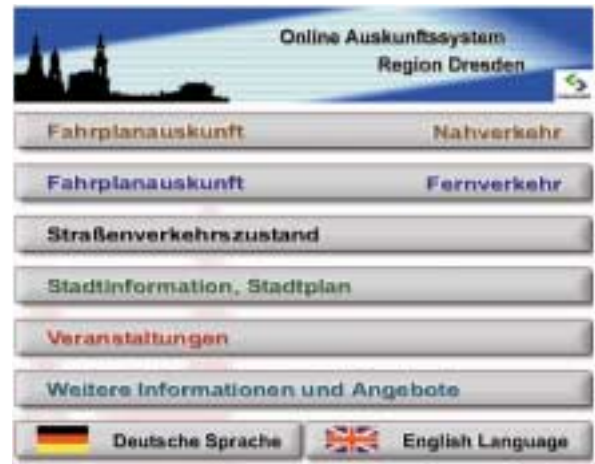 Online Auskunftssystem
Region Dresden
Fahrplanauskunft Nahverkehr
Fahrplanauskunft Fernverkehr
Straßenverkehrszustand
Stadtinformation, Stadtplan
Veranstaltungen
Weitere Informationen und Angebote
Deutsche Sprache English Language